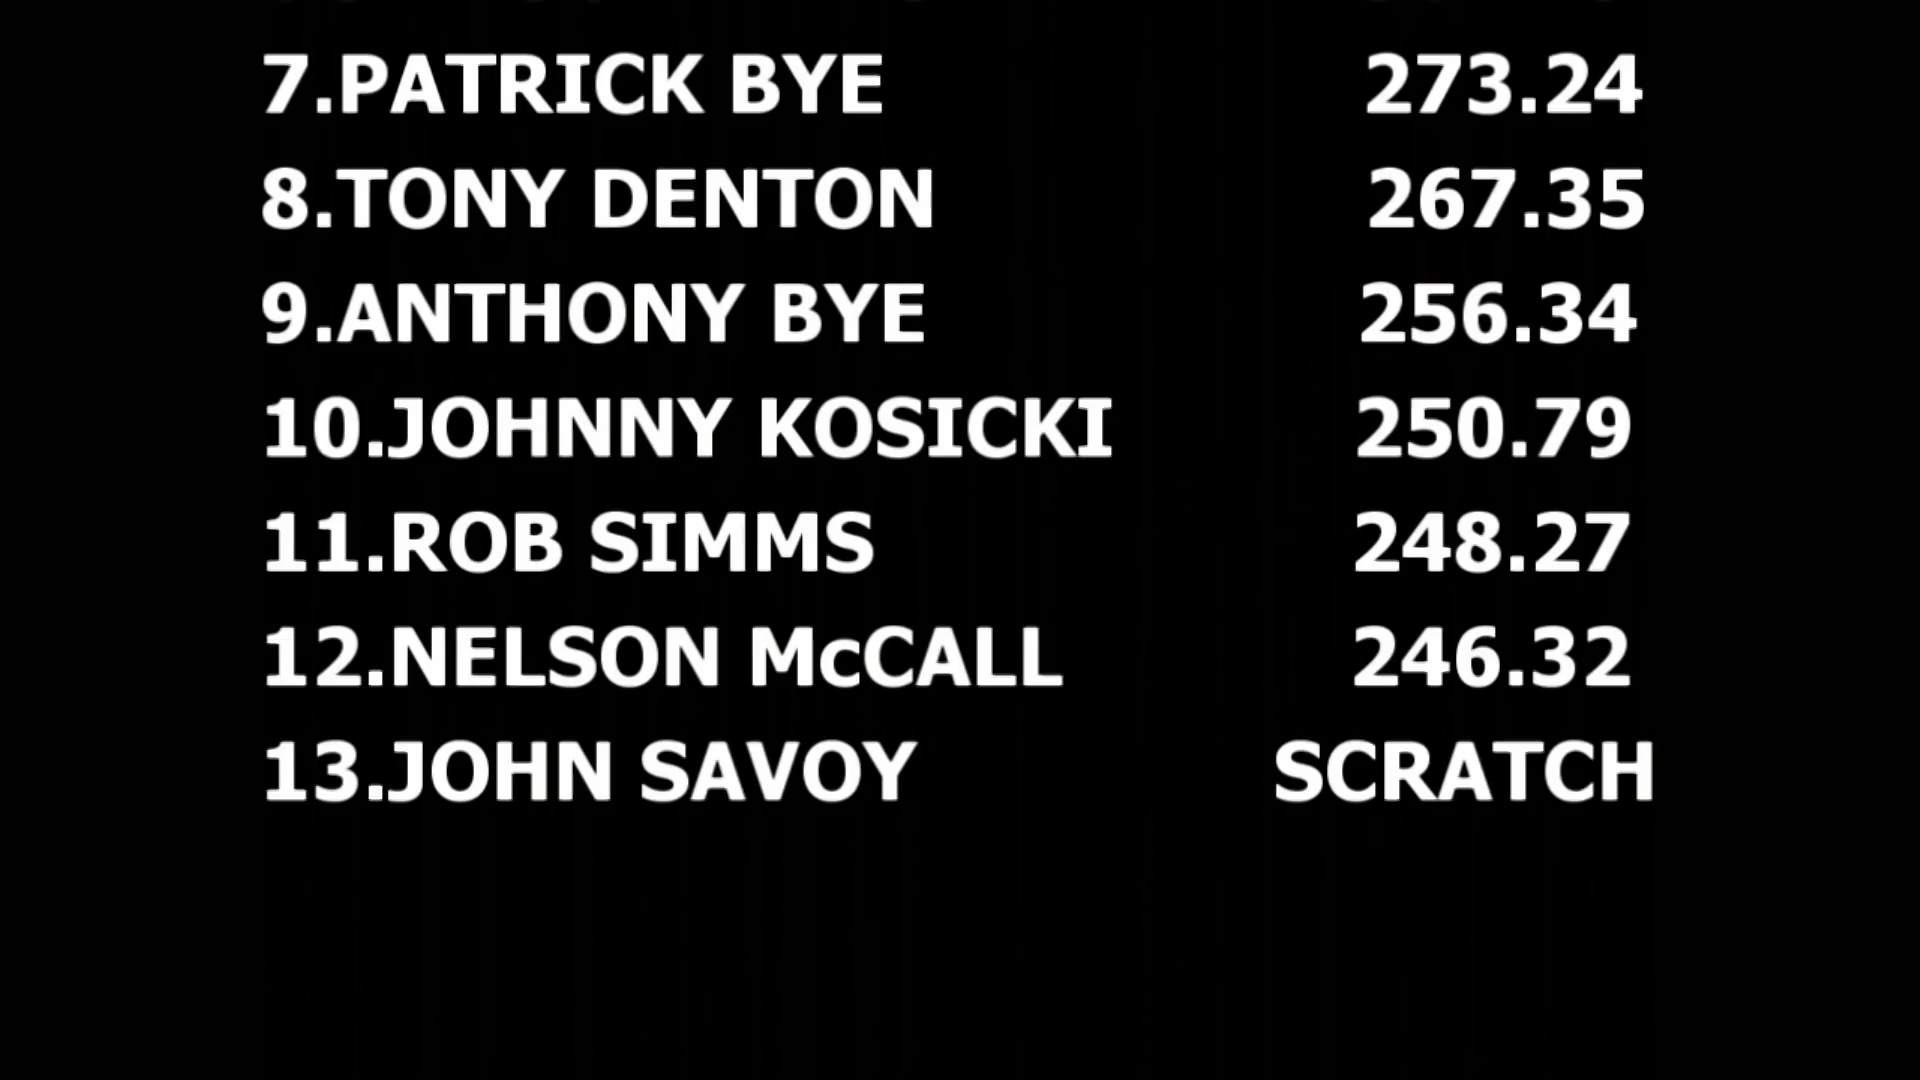 7.PATRICK BYE 273.24
8.TONY DENTON 267.35
9.ANTHONY BYE 256.34
10.JOHNNY KOSICKI 250.79
11.ROB SIMMS 248.27
12.NELSON McCALL 246.32
13.JOHN SAVOY SCRATCH